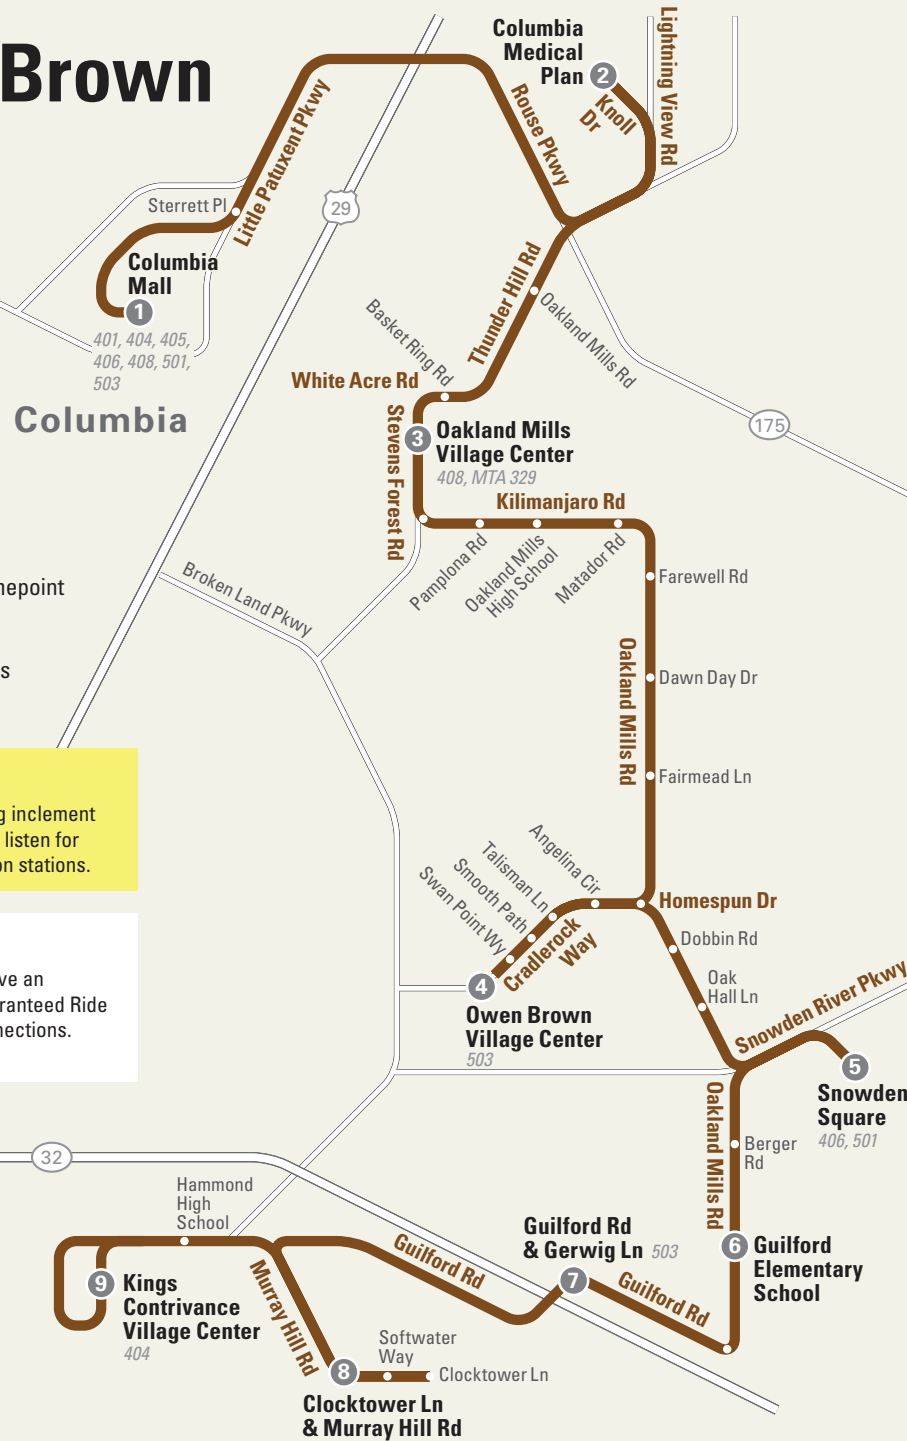 Brown
Columbia
Medical
Plan
2
Knoll
Dr
Lightning View Rd
Rouse Pkwy
Little Patuxent Pkwy
29
Sterrett Pl
Columbia
Mall
1
401, 404, 405,
406, 408, 501,
503
Columbia
Thunder Hill Rd
Oakland Mills Rd
Basket Ring Rd
White Acre Rd
175
Stevens Forest Rd
3
Oakland Mills
Village Center
408, MTA 329
Kilimanjaro Rd
Pamplona Rd
Oakland Mills
High School
Matador Rd
Farewell Rd
Broken Land Pkwy
Oakland Mills Rd
Dawn Day Dr
Fairmead Ln
nepoint
s
g inclement
listen for
on stations.
ve an
ranteed Ride
nections.
Angelina Cir
Talisman Ln
Smooth Path
Swan Point Wy
Cradlerock
Way
Homespun Dr
Dobbin Rd
Oak
Hall Ln
4
Owen Brown
Village Center
503
Snowden River Pkwy
5
Snowden
Square
406, 501
Oakland Mills Rd
Berger
Rd
32
Hammond
High
School
Guilford Rd
Guilford Rd
& Gerwig Ln 503
7
Guilford Rd
6
Guilford
Elementary
School
9
Kings
Contrivance
Village Center
404
Murray Hill Rd
Softwater
Way
Clocktower Ln
8
Clocktower Ln
& Murray Hill Rd